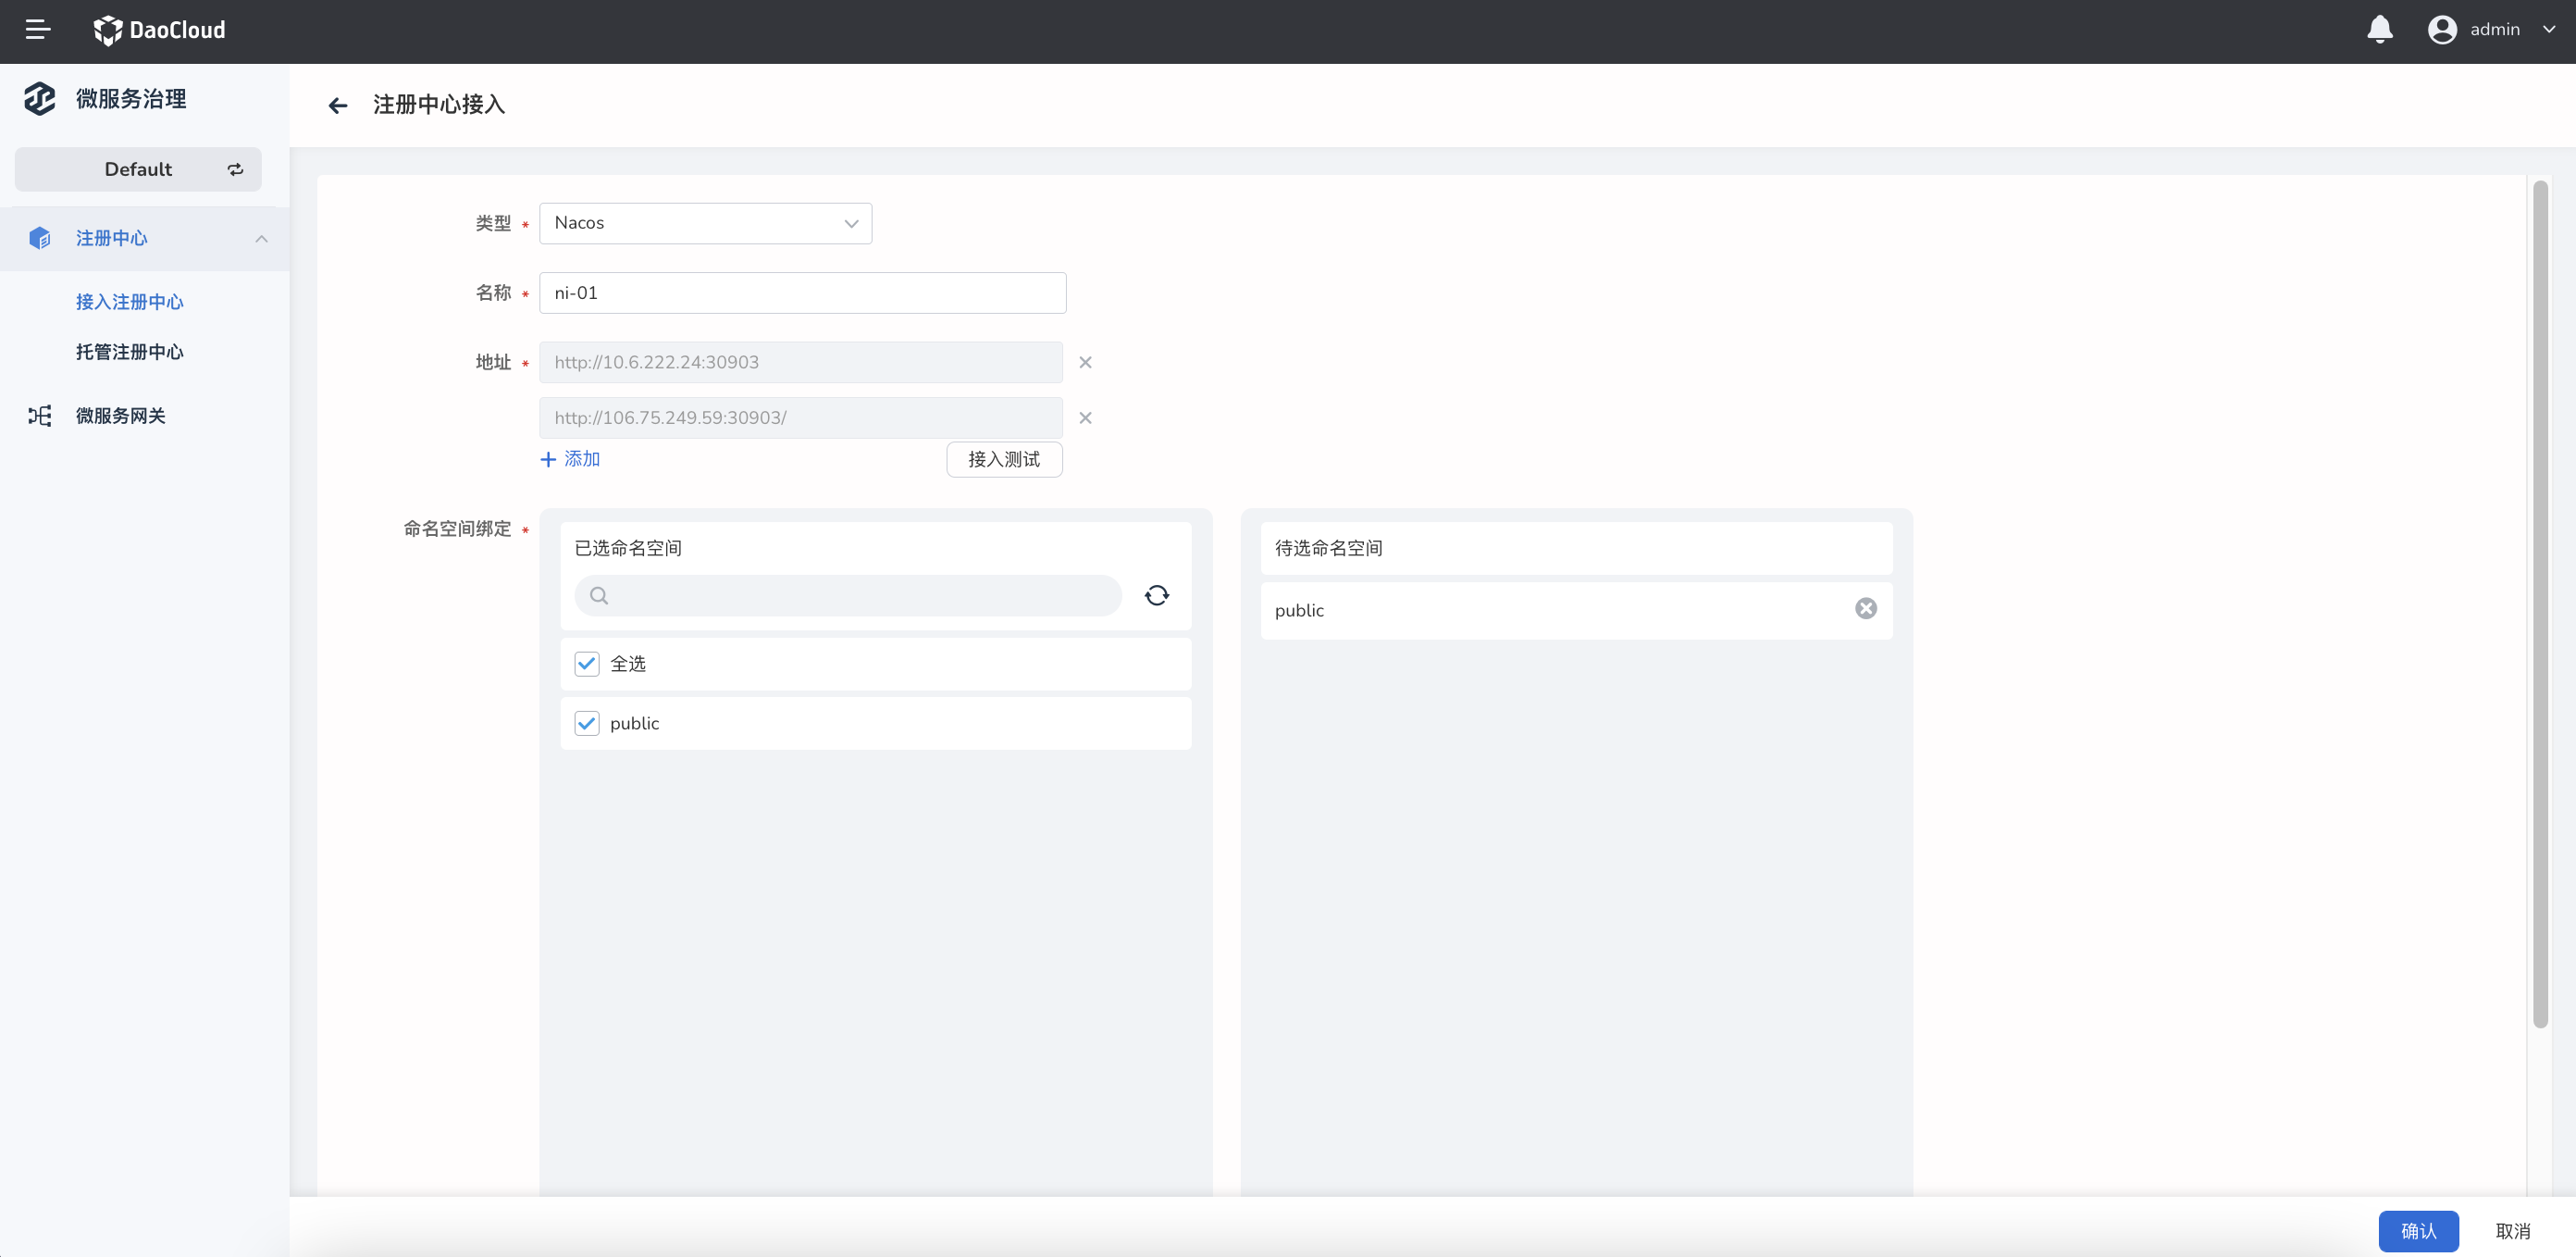 DaoCloud
admin
微服务治理
Default
注册中心
接入注册中心
托管注册中心
微服务网关
注册中心接入
类型 * Nacos
名称 * ni-01
地址 * http://10.6.222.24:30903
http://106.75.249.59:30903/
添加
接入测试
命名空间绑定 *
已选命名空间
全选
public
待选命名空间
public
确认
取消